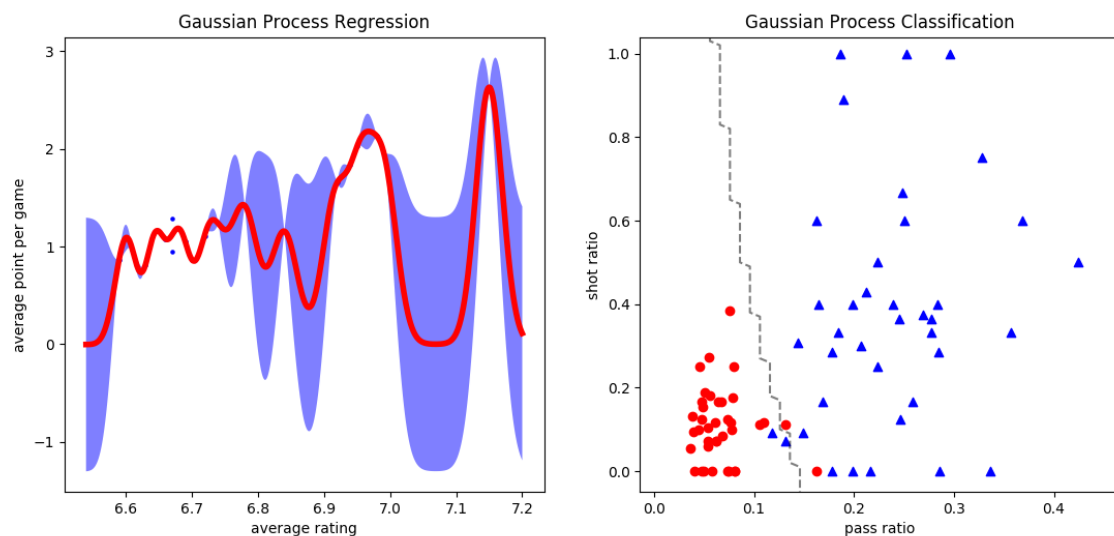 Gaussian Process Regression
3
2
1
0
−1
average point per game
6.6 6.7 6.8 6.9 7.0 7.1 7.2
average rating
Gaussian Process Classification
1.0
0.8
0.6
0.4
0.2
0.0
shot ratio
0.0 0.1 0.2 0.3 0.4
pass ratio